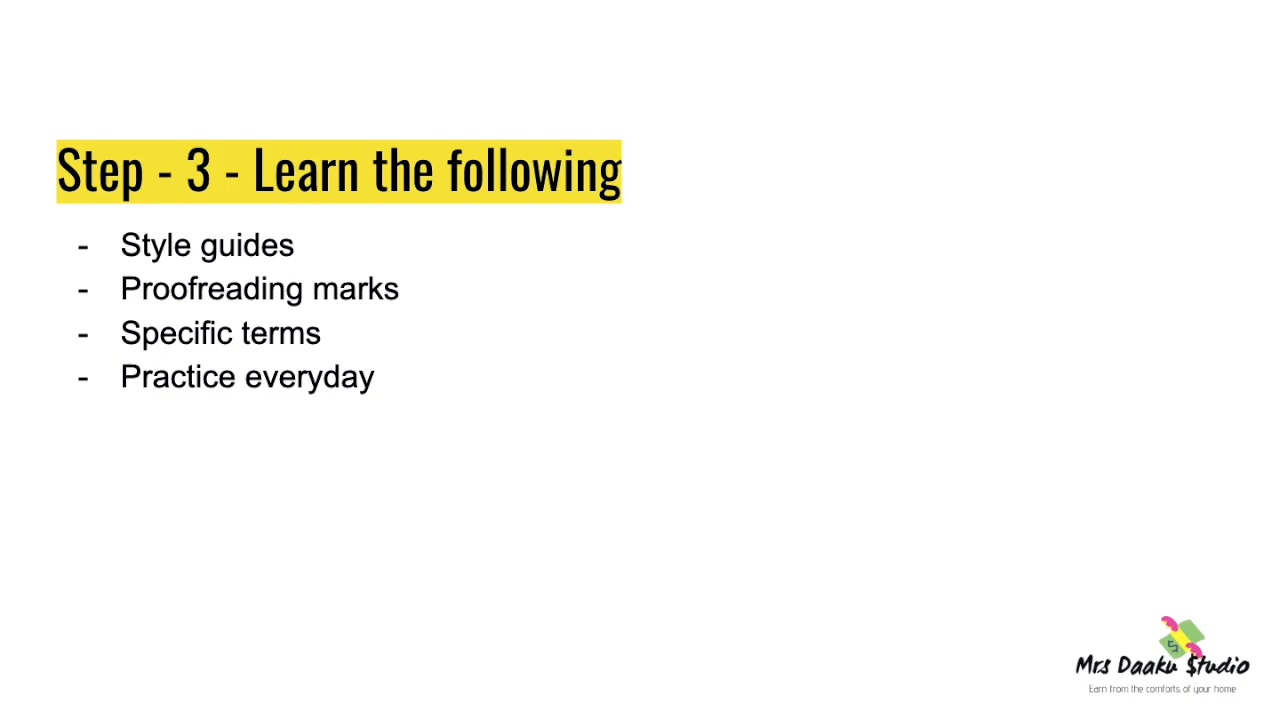 Step - 3 - Learn the following
- Style guides
- Proofreading marks
- Specific terms
- Practice everyday
Mrs Daaku $tudio
Earn from the comforts of your home